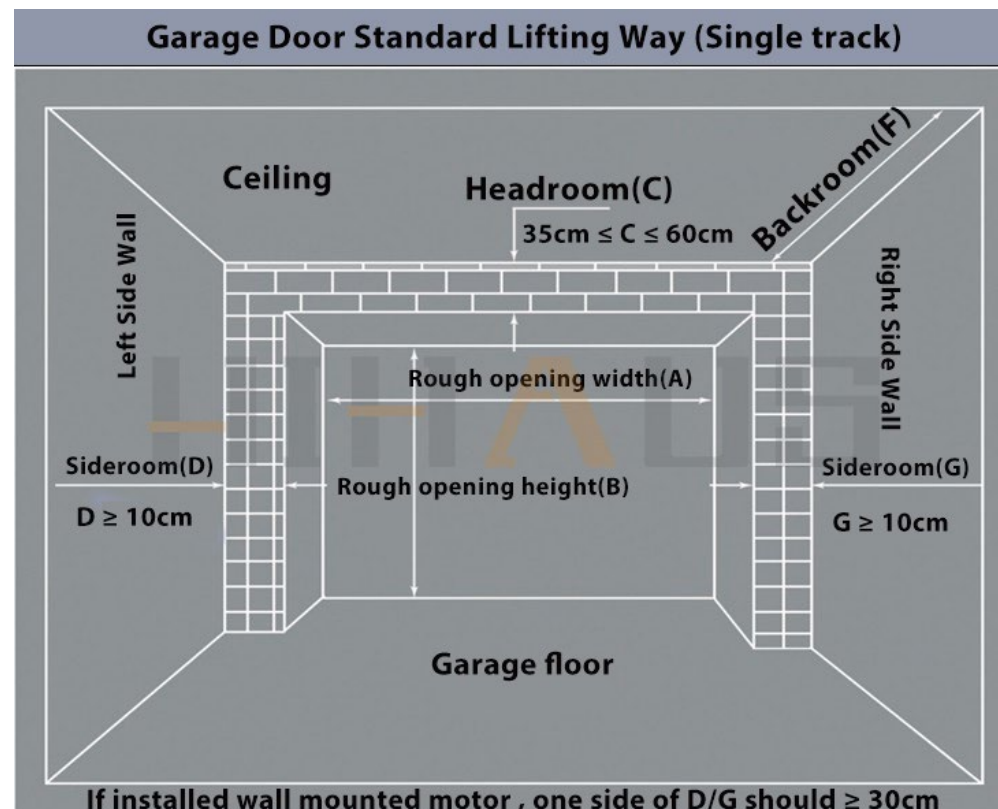 Garage Door Standard Lifting Way (Single track)
Ceiling
Headroom(C)
35cm ≤ C ≤ 60cm
Backroom(F)
Left Side Wall
Right Side Wall
Rough opening width(A)
Sideroom(D)
D ≥ 10cm
Rough opening height(B)
Sideroom(G)
G ≥ 10cm
Garage floor
If installed wall mounted motor , one side of D/G should ≥ 30cm